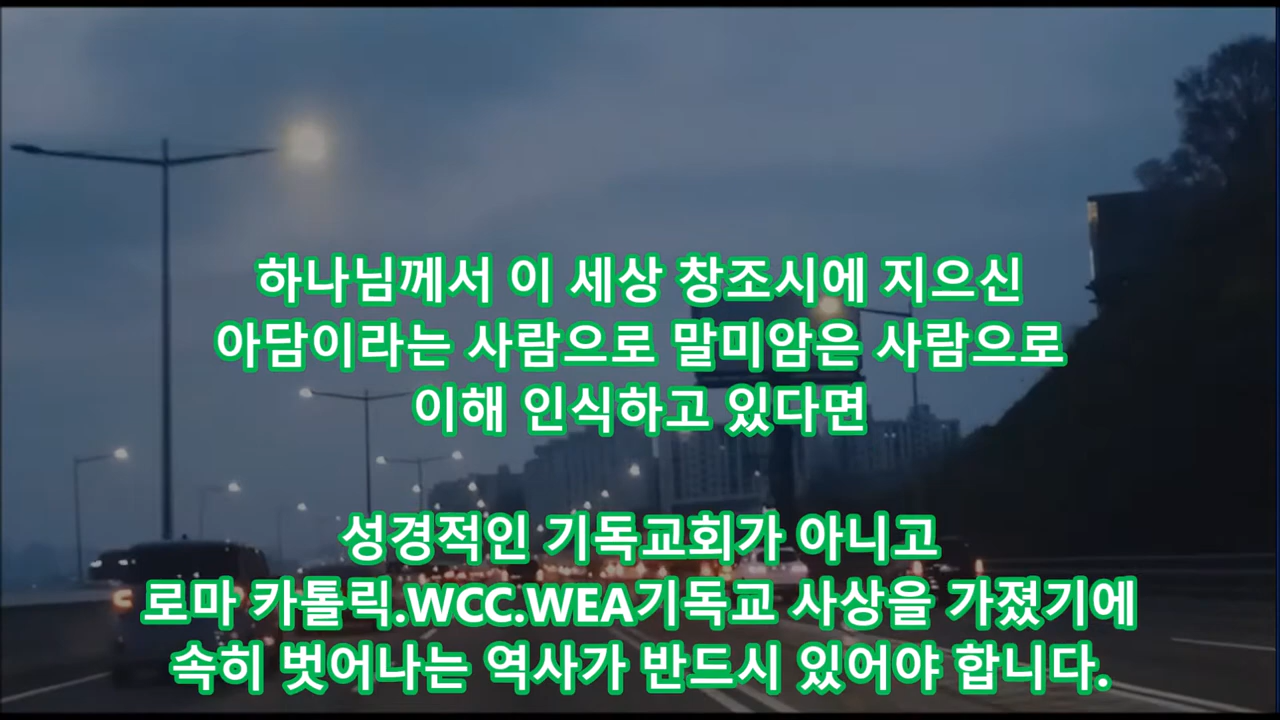 하나님께서 이 세상 창조시에 지으신
아담이라는 사람으로 말미암은 사람으로
이해 인식하고 있다면
성경적인 기독교회가 아니고
로마 카톨릭.WCC.WEA기독교 사상을 가졌기에
속히 벗어나는 역사가 반드시 있어야 합니다.